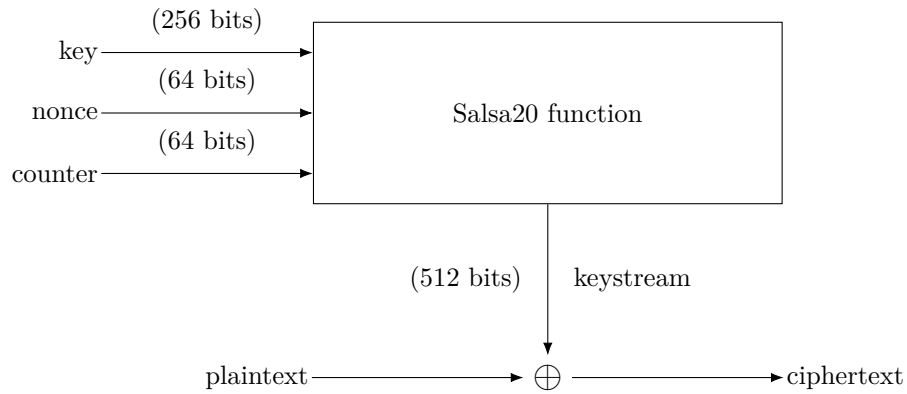 (256 bits)
key
(64 bits)
nonce
Salsa20 function
(64 bits)
counter
(512 bits) keystream
plaintext ⊕ ciphertext